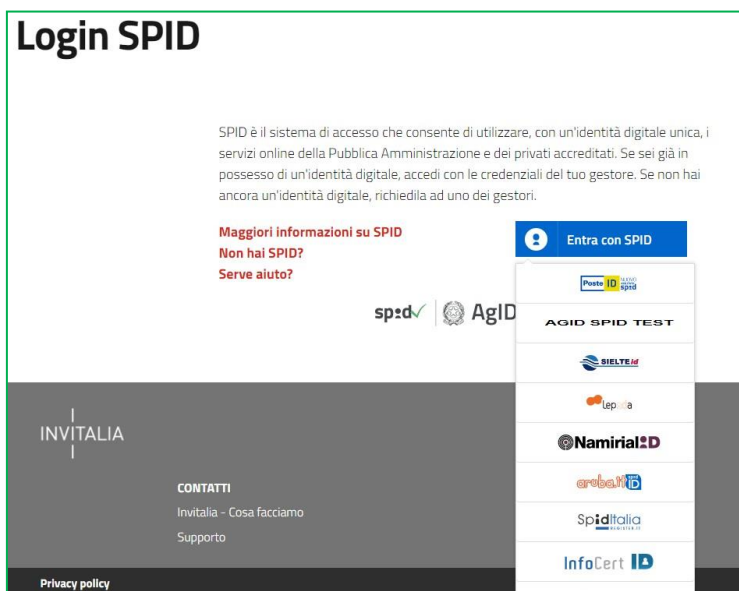 Login SPID
SPID è il sistema di accesso che consente di utilizzare, con un'identità digitale unica, i
servizi online della Pubblica Amministrazione e dei privati accreditati. Se sei già in
possesso di un'identità digitale, accedi con le credenziali del tuo gestore. Se non hai
ancora un'identità digitale, richiedila ad uno dei gestori.
Maggiori informazioni su SPID
Non hai SPID?
Serve aiuto?
Entra con SPID
Poste ID
spid
AGID SPID TEST
SIELTE id
Namirial ID
aruba.it ID
SpidItalia
REGISTER.IT
InfoCert ID
spid AgID
INVITALIA
CONTATTI
Invitalia - Cosa facciamo
Supporto
Privacy policy